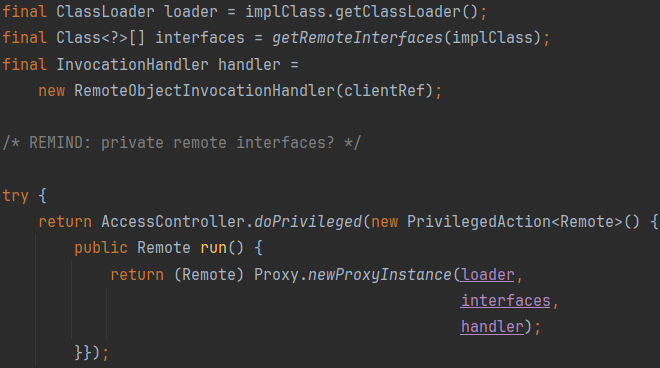 final ClassLoader loader = implClass.getClassLoader();
final Class<?>[] interfaces = getRemoteInterfaces(implClass);
final InvocationHandler handler =
    new RemoteObjectInvocationHandler(clientRef);

/* REMIND: private remote interfaces? */

try {
    return AccessController.doPrivileged(new PrivilegedAction<Remote>() {
        public Remote run() {
            return (Remote) Proxy.newProxyInstance(loader,
                                                   interfaces,
                                                   handler);
        }});